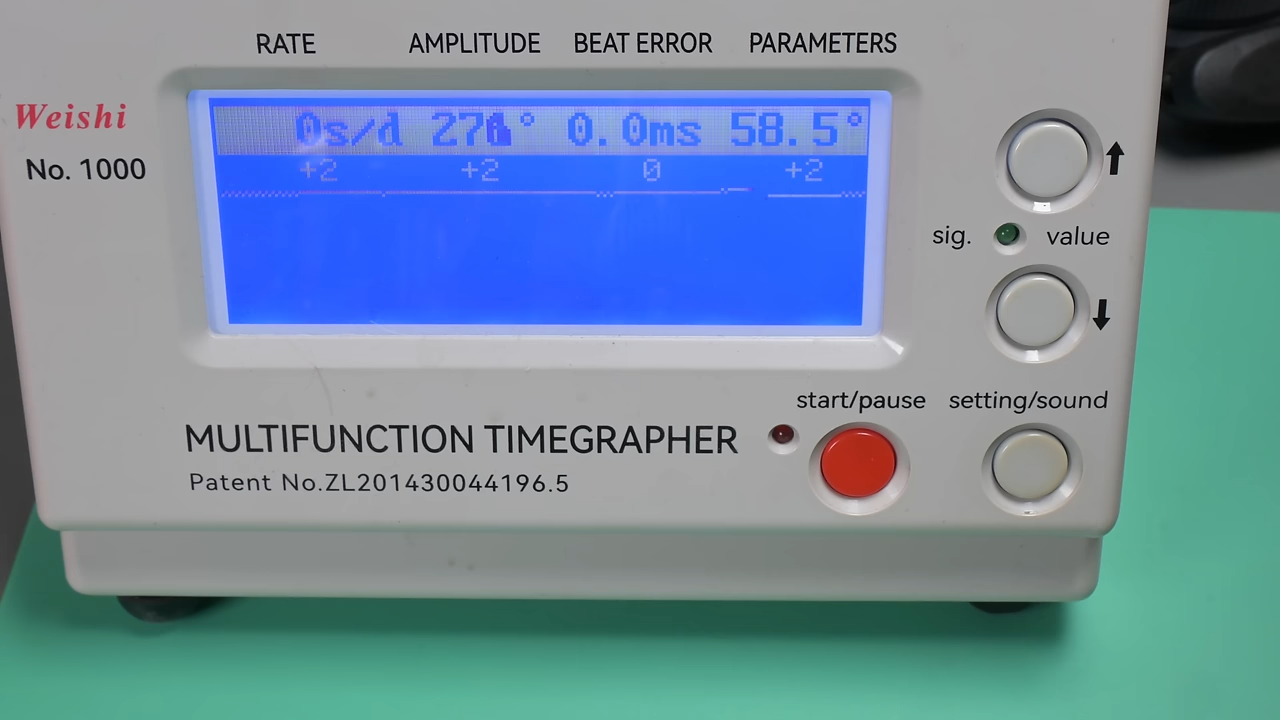 RATE AMPLITUDE BEAT ERROR PARAMETERS
Weishi
0s/d 0.0ms 58.5°
No. 1000
+2 +2 0 +2
sig. value
start/pause setting/sound
MULTIFUNCTION TIMEGRAPHER
Patent No.ZL201430044196.5